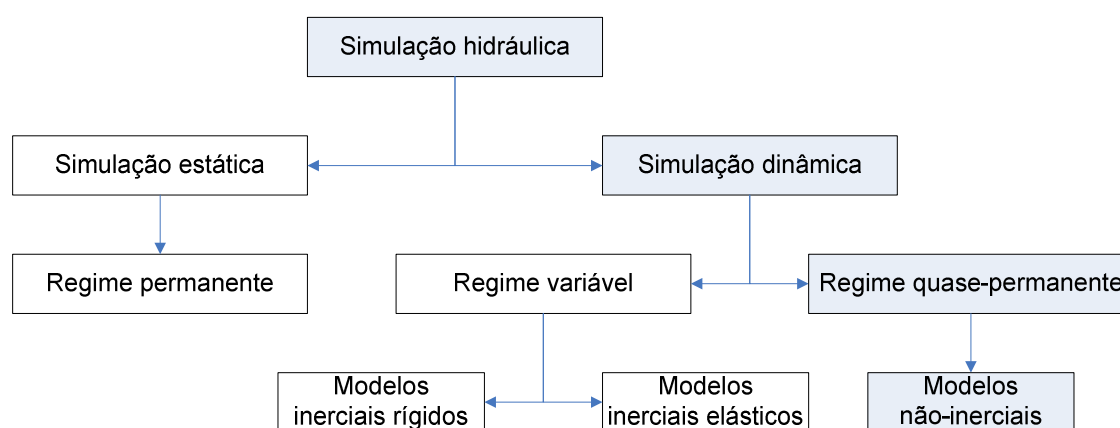 Simulação hidráulica
Simulação estática
Simulação dinâmica
Regime permanente
Regime variável
Regime quase-permanente
Modelos
inerciais rígidos
Modelos
inerciais elásticos
Modelos
não-inerciais